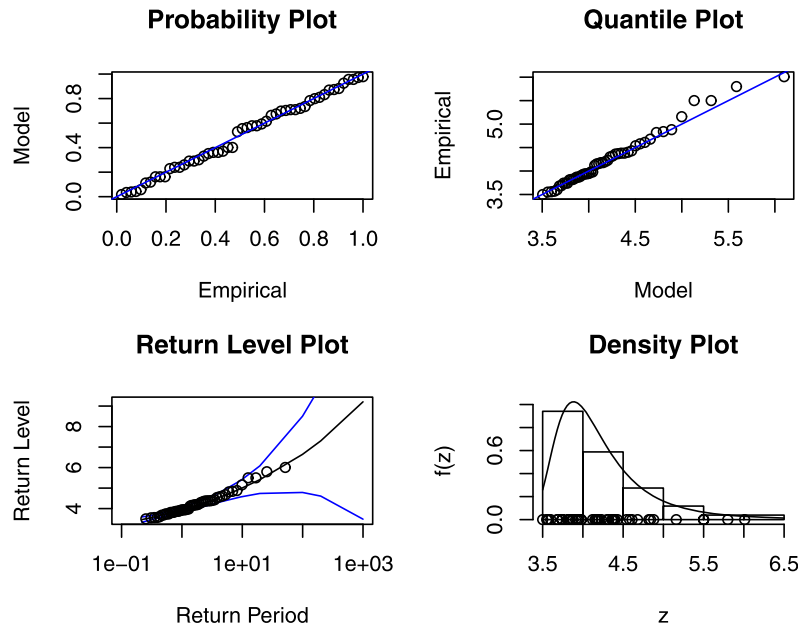 Probability Plot
Model
0.0 0.4 0.8
0.0 0.2 0.4 0.6 0.8 1.0
Empirical
Quantile Plot
Empirical
3.5 5.0
3.5 4.5 5.5
Model
Return Level Plot
Return Level
4 6 8
1e−01 1e+01 1e+03
Return Period
Density Plot
f(z)
0.0 0.6
3.5 4.5 5.5 6.5
z